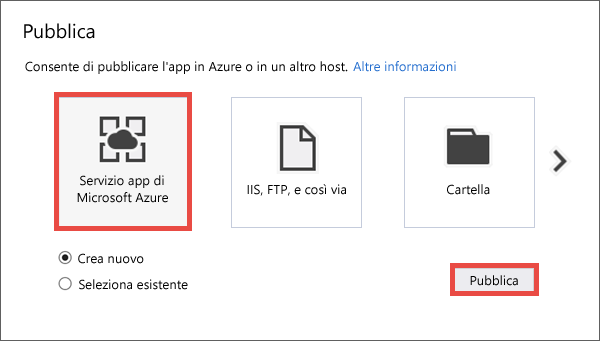 Pubblica
Consente di pubblicare l'app in Azure o in un altro host. Altre informazioni
Servizio app di
Microsoft Azure
IIS, FTP, e così via
Cartella
Crea nuovo
Seleziona esistente
Pubblica